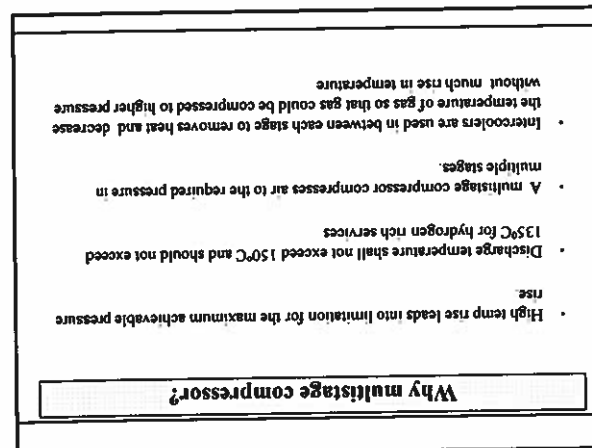 Why multistage compressor?
• High temp rise leads into limitation for the maximum achievable pressure
rise.
• Discharge temperature shall not exceed 150°C and should not exceed
135°C for hydrogen rich services
• A multistage compressor compresses air to the required pressure in
multiple stages.
• Intercoolers are used in between each stage to removes heat and decrease
the temperature of gas so that gas could be compressed to higher pressure
without much rise in temperature